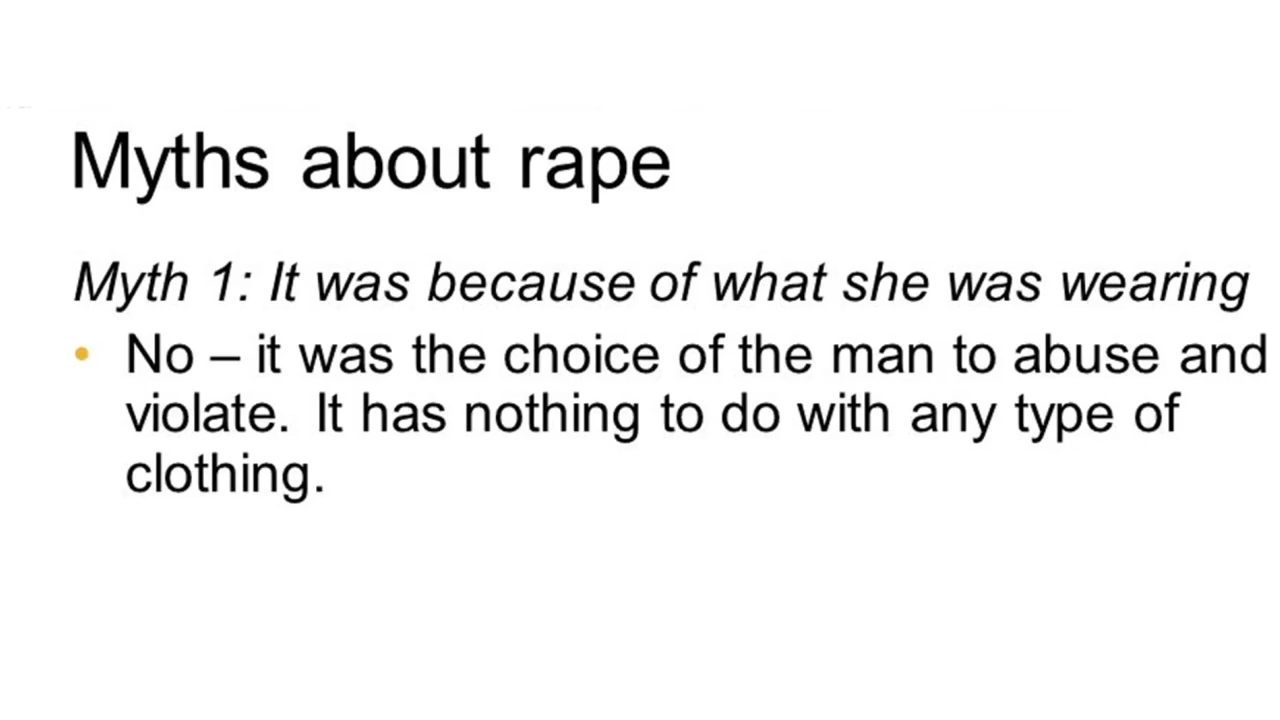 Myths about rape
Myth 1: It was because of what she was wearing
• No – it was the choice of the man to abuse and
violate. It has nothing to do with any type of
clothing.